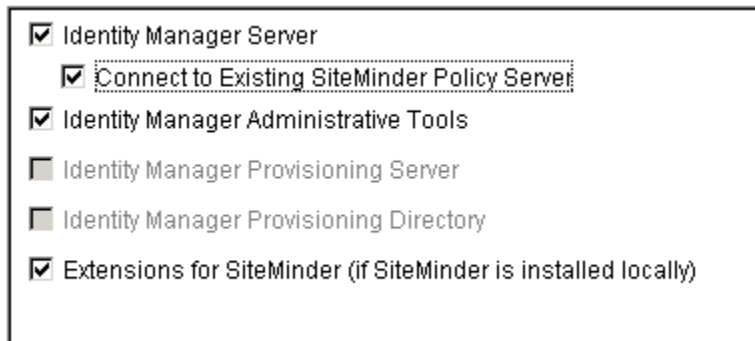 Identity Manager Server
Connect to Existing SiteMinder Policy Server
Identity Manager Administrative Tools
Identity Manager Provisioning Server
Identity Manager Provisioning Directory
Extensions for SiteMinder (if SiteMinder is installed locally)